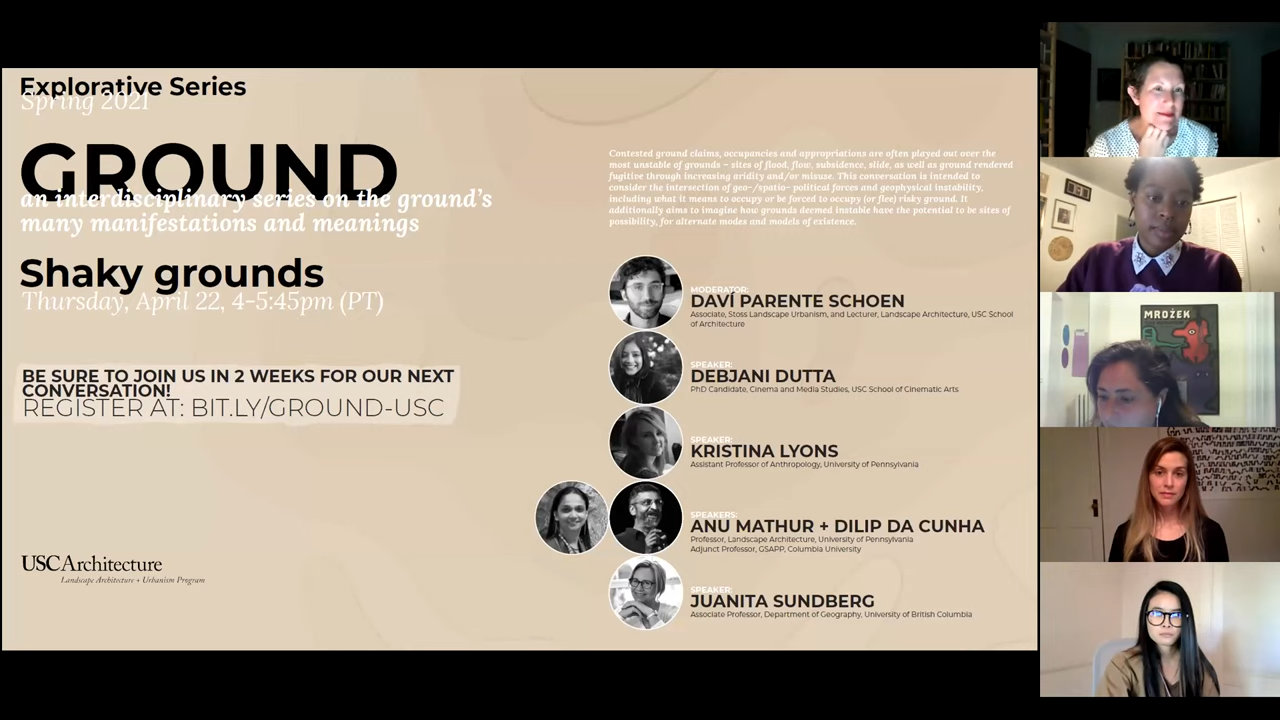 Explorative Series
Spring 2021
GROUND
an interdisciplinary series on the ground's
many manifestations and meanings
Shaky grounds
Thursday, April 22, 4-5:45pm (PT)
BE SURE TO JOIN US IN 2 WEEKS FOR OUR NEXT
CONVERSATION!
REGISTER AT: BIT.LY/GROUND-USC
USC Architecture
Landscape Architecture + Urbanism Program
Contested ground claims, occupancies and appropriations are often played out over the
most unstable of grounds – sites of flood, flow, subsidence, slide, as well as ground rendered
fugitive through increasing aridity and/or misuse. This conversation is intended to
consider the intersection of geo-/spatio- political forces and geophysical instability,
including what it means to occupy or be forced to occupy (or flee) risky ground. It
additionally aims to imagine how grounds deemed instable have the potential to be sites of
possibility, for alternate modes and models of existence.
MODERATOR:
DAVÍ PARENTE SCHOEN
Associate, Stoss Landscape Urbanism, and Lecturer, Landscape Architecture, USC School
of Architecture
SPEAKER:
DEBJANI DUTTA
PhD Candidate, Cinema and Media Studies, USC School of Cinematic Arts
SPEAKER:
KRISTINA LYONS
Assistant Professor of Anthropology, University of Pennsylvania
SPEAKERS:
ANU MATHUR + DILIP DA CUNHA
Professor, Landscape Architecture, University of Pennsylvania
Adjunct Professor, GSAPP, Columbia University
SPEAKER:
JUANITA SUNDBERG
Associate Professor, Department of Geography, University of British Columbia
MROŻEK